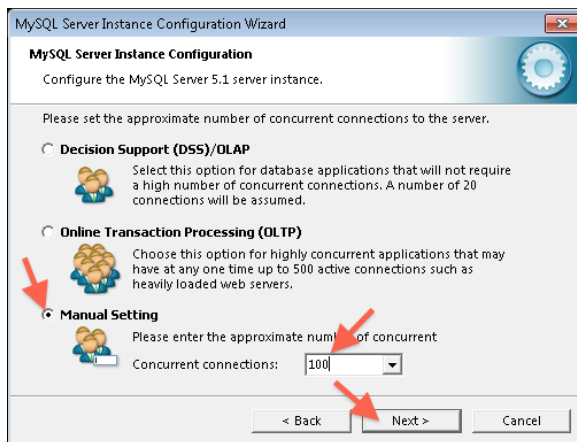 MySQL Server Instance Configuration Wizard
MySQL Server Instance Configuration
Configure the MySQL Server 5.1 server instance.
Please set the approximate number of concurrent connections to the server.
Decision Support (DSS)/OLAP
Select this option for database applications that will not require
a high number of concurrent connections. A number of 20
connections will be assumed.
Online Transaction Processing (OLTP)
Choose this option for highly concurrent applications that may
have at any one time up to 500 active connections such as
heavily loaded web servers.
Manual Setting
Please enter the approximate number of concurrent
Concurrent connections: 100
< Back Next > Cancel